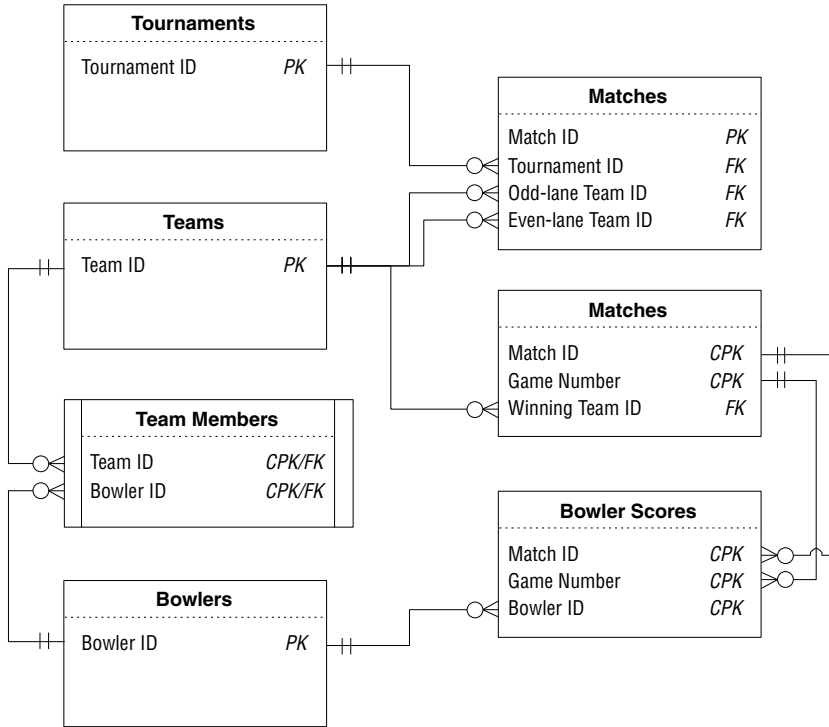 Tournaments
Tournament ID PK
Matches
Match ID PK
Tournament ID FK
Odd-lane Team ID FK
Even-lane Team ID FK
Teams
Team ID PK
Matches
Match ID CPK
Game Number CPK
Winning Team ID FK
Team Members
Team ID CPK/FK
Bowler ID CPK/FK
Bowler Scores
Match ID CPK
Game Number CPK
Bowler ID CPK
Bowlers
Bowler ID PK